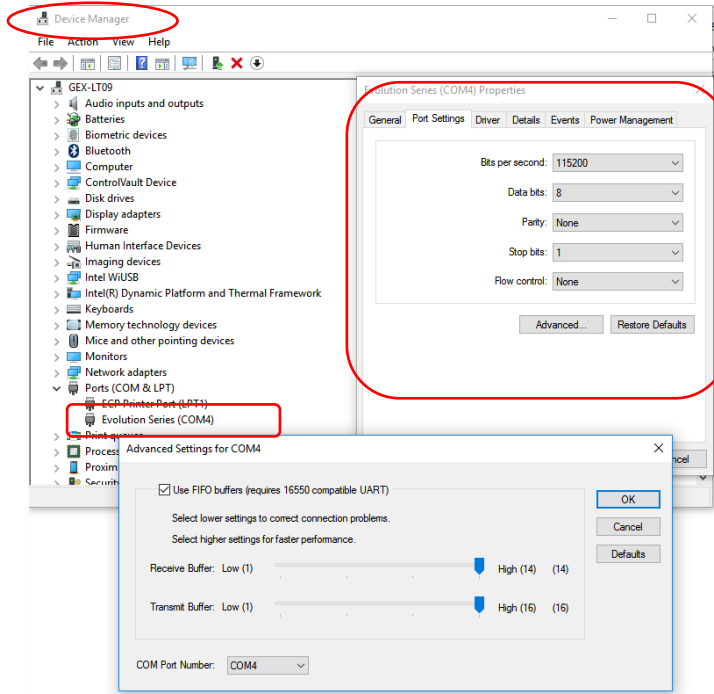 Device Manager
File Action View Help
GEX-LT09
Audio inputs and outputs
Batteries
Biometric devices
Bluetooth
Computer
ControlVault Device
Disk drives
Display adapters
Firmware
Human Interface Devices
Imaging devices
Intel WiUSB
Intel(R) Dynamic Platform and Thermal Framework
Keyboards
Memory technology devices
Mice and other pointing devices
Monitors
Network adapters
Ports (COM & LPT)
ECP Printer Port (LPT1)
Evolution Series (COM4)
Print queues
Process
Proxim
Securit
Evolution Series (COM4) Properties
General Port Settings Driver Details Events Power Management
Bits per second: 115200
Data bits: 8
Parity: None
Stop bits: 1
Flow control: None
Advanced... Restore Defaults
ncel
Advanced Settings for COM4
Use FIFO buffers (requires 16550 compatible UART)
Select lower settings to correct connection problems.
Select higher settings for faster performance.
Receive Buffer: Low (1) High (14) (14)
Transmit Buffer: Low (1) High (16) (16)
OK
Cancel
Defaults
COM Port Number: COM4